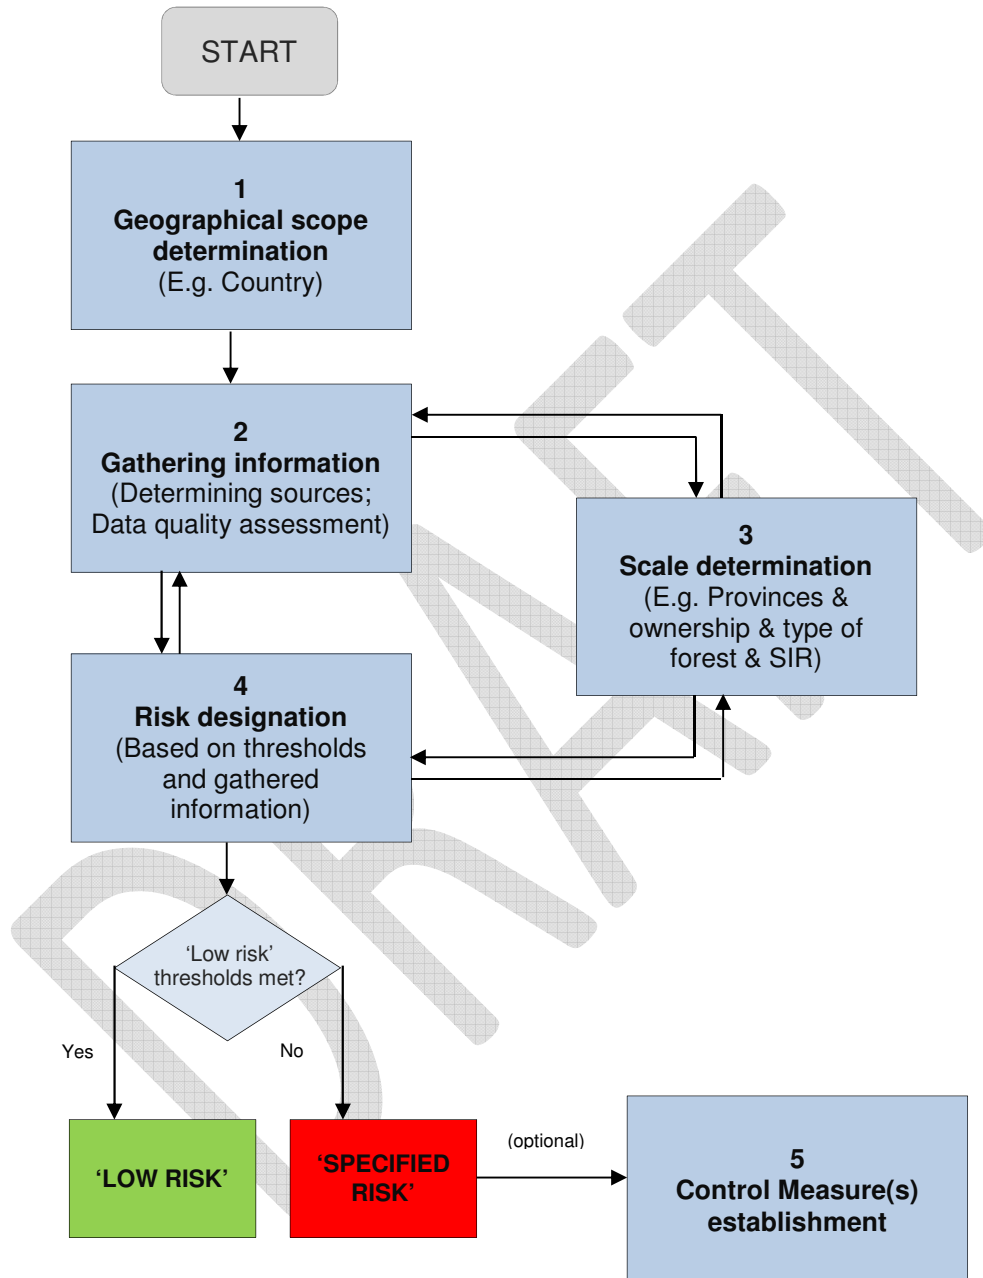 START
1
Geographical scope
determination
(E.g. Country)
2
Gathering information
(Determining sources;
Data quality assessment)
3
Scale determination
(E.g. Provinces &
ownership & type of
forest & SIR)
4
Risk designation
(Based on thresholds
and gathered
information)
‘Low risk’
thresholds met?
Yes
No
‘LOW RISK’
‘SPECIFIED
RISK’
(optional)
5
Control Measure(s)
establishment
DRAFT